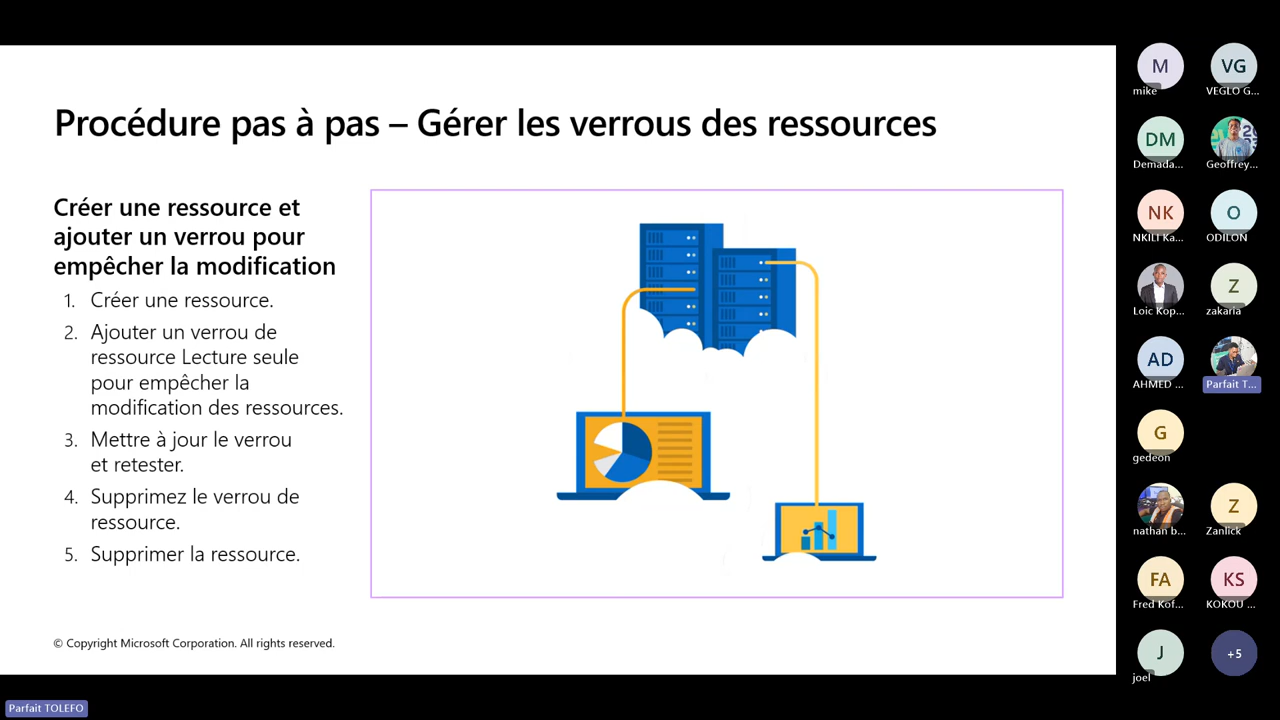 Procédure pas à pas – Gérer les verrous des ressources
Créer une ressource et
ajouter un verrou pour
empêcher la modification
1. Créer une ressource.
2. Ajouter un verrou de
ressource Lecture seule
pour empêcher la
modification des ressources.
3. Mettre à jour le verrou
et retester.
4. Supprimez le verrou de
ressource.
5. Supprimer la ressource.
© Copyright Microsoft Corporation. All rights reserved.
Parfait TOLEFO
M
mike
VG
VEGLO G...
DM
Demada...
Geoffrey...
NK
NKILI Ka...
O
ODILON
Loic Kop...
Z
zakaria
AD
AHMED ...
Parfait T...
G
gedeon
nathan b...
Z
Zanlick
FA
Fred Kof...
KS
KOKOU ...
J
joel
+5